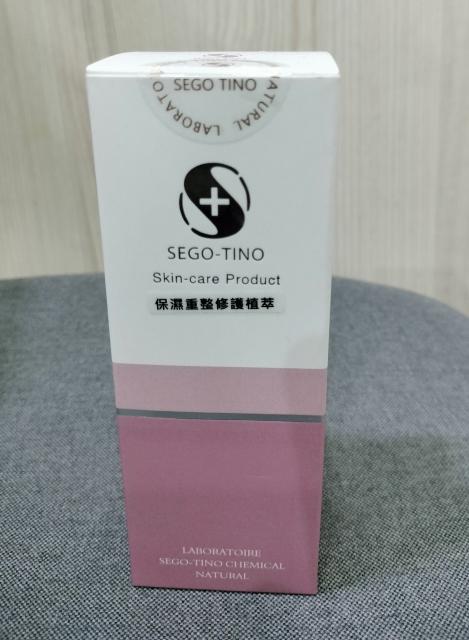 SEGO TINO
NATURAL LABORATO
SEGO-TINO
Skin-care Product
保濕重整修護植萃
LABORATOIRE
SEGO-TINO CHEMICAL
NATURAL